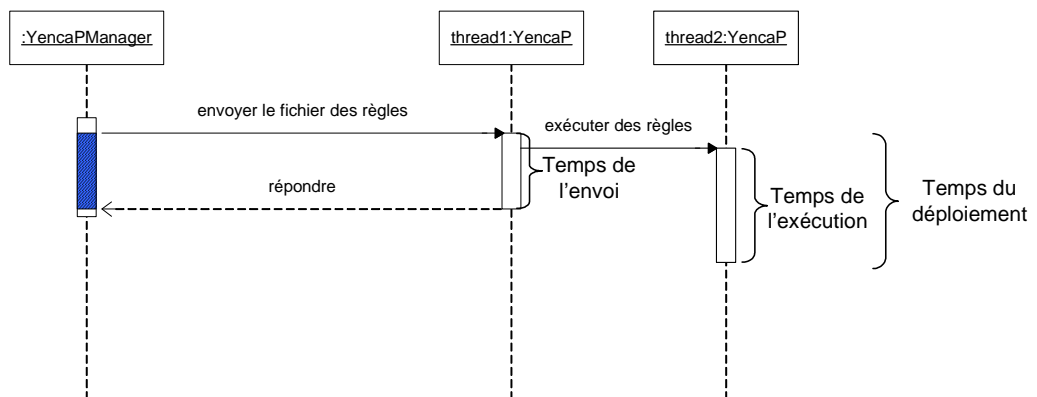 :YencaPManager
thread1:YencaP
thread2:YencaP
envoyer le fichier des règles
exécuter des règles
Temps de
l'envoi
répondre
Temps de
l'exécution
Temps du
déploiement